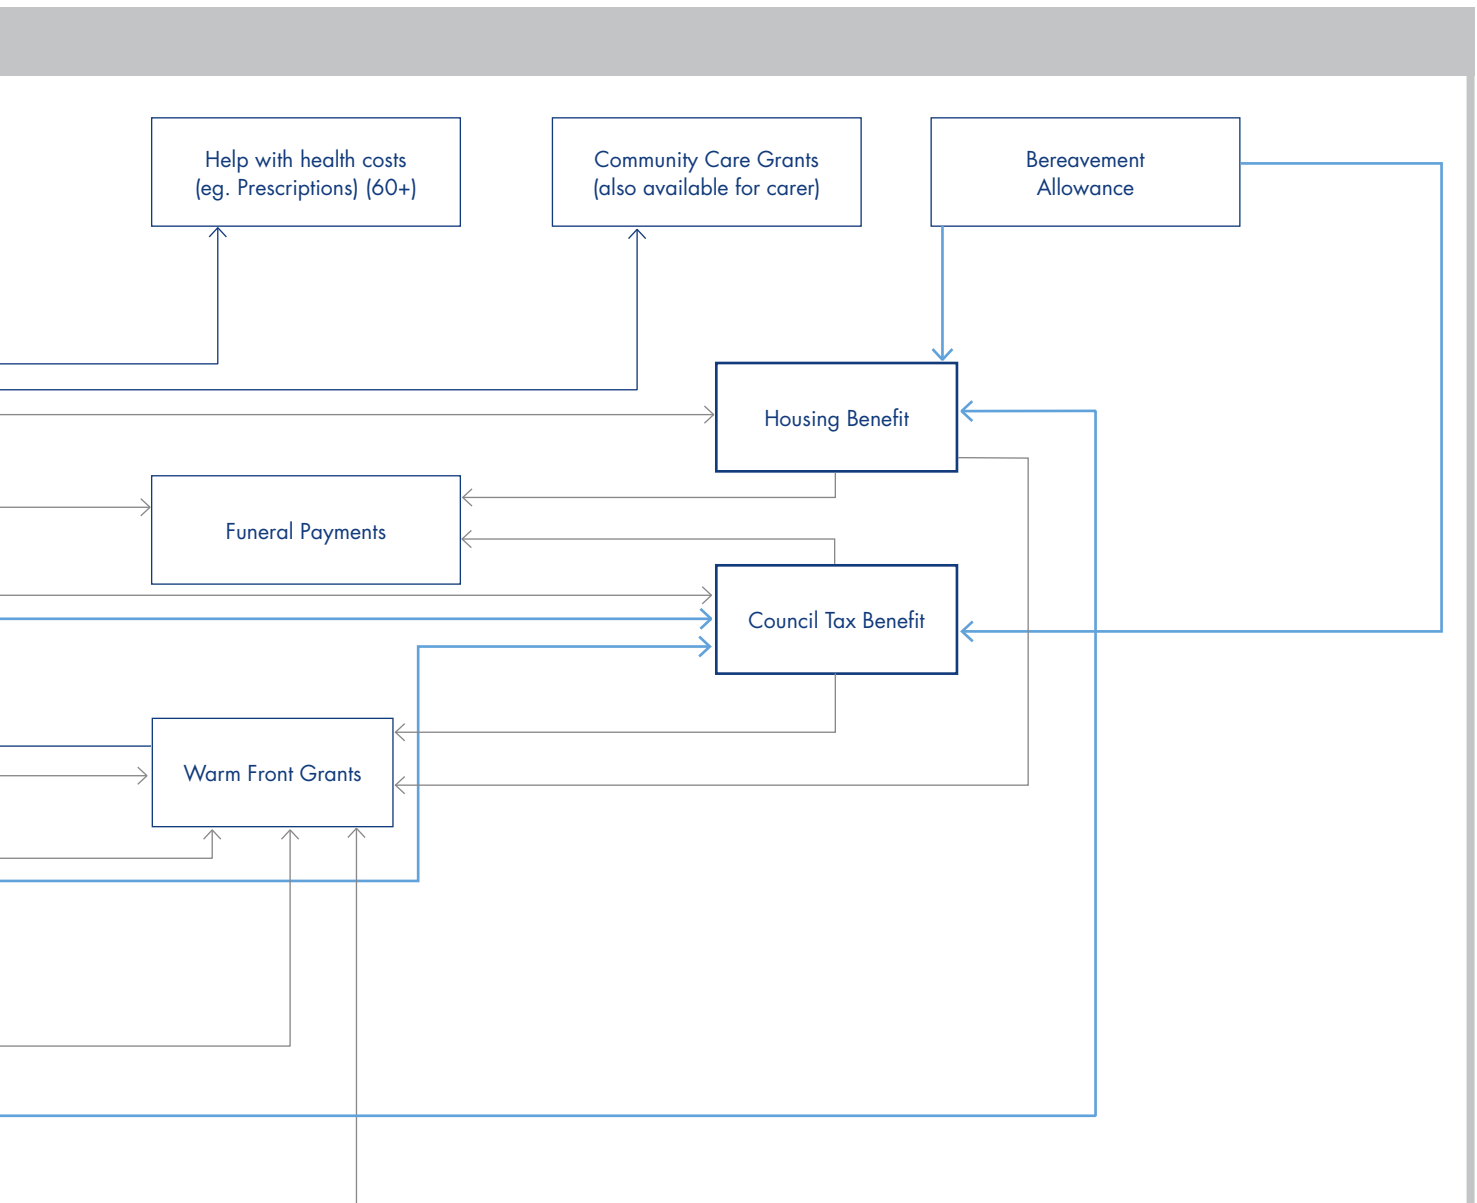 Help with health costs
(eg. Prescriptions) (60+)
Community Care Grants
(also available for carer)
Bereavement
Allowance
Housing Benefit
Funeral Payments
Council Tax Benefit
Warm Front Grants